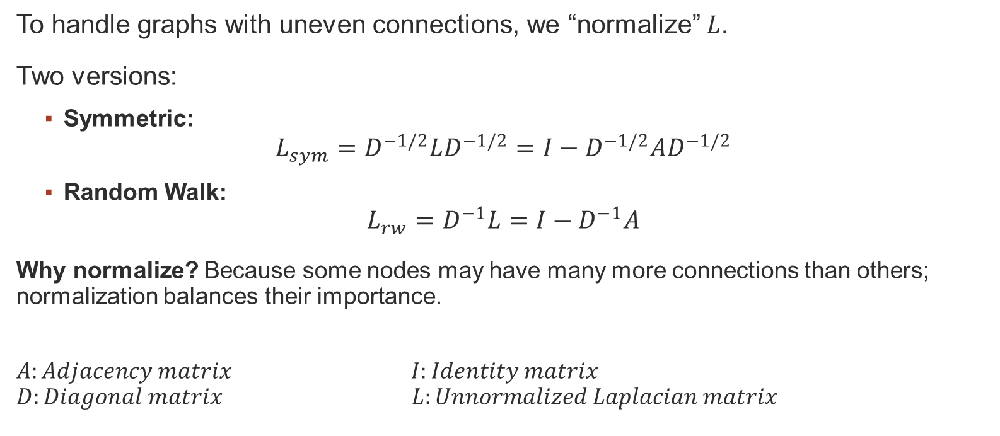 To handle graphs with uneven connections, we “normalize” L.
Two versions:
▪ Symmetric:
L_{sym} = D^{−1/2}LD^{−1/2} = I − D^{−1/2}AD^{−1/2}
▪ Random Walk:
L_{rw} = D^{−1}L = I − D^{−1}A
Why normalize? Because some nodes may have many more connections than others;
normalization balances their importance.
A: Adjacency matrix
I: Identity matrix
D: Diagonal matrix
L: Unnormalized Laplacian matrix